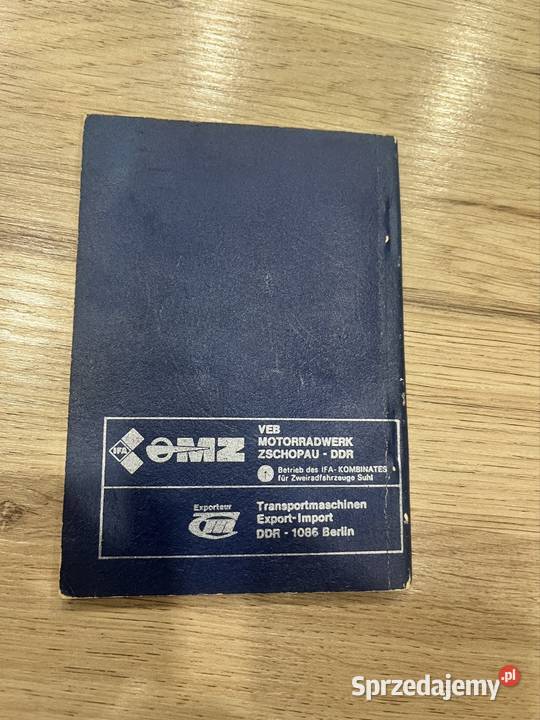 IFA
MZ
VEB
MOTORRADWERK
ZSCHOPAU - DDR
Betrieb des IFA-KOMBINATES
für Zweiradfahrzeuge Suhl
Exporteur
Transportmaschinen
Export-Import
DDR - 1086 Berlin
Sprzedajemy.pl